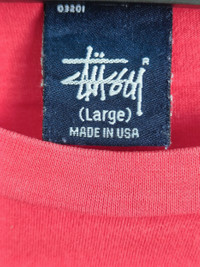 03201
STÜSSY®
(Large)
MADE IN USA